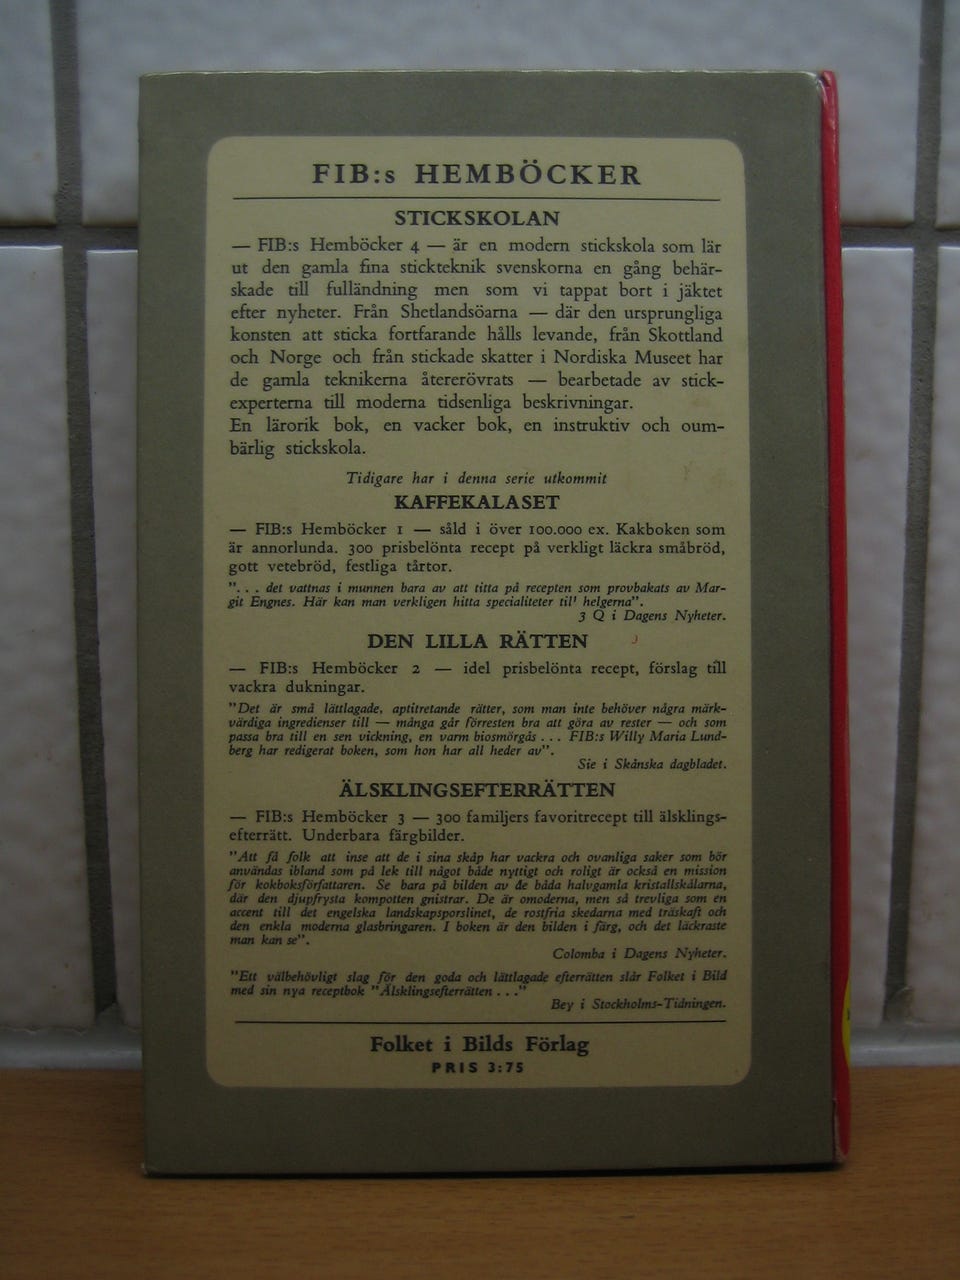 FIB:s HEMBÖCKER
STICKSKOLAN
— FIB:s Hemböcker 4 — är en modern stickskola som lär
ut den gamla fina stickteknik svenskorna en gång behär-
skade till fulländning men som vi tappat bort i jäktet
efter nyheter. Från Shetlandsöarna — där den ursprungliga
konsten att sticka fortfarande hålls levande, från Skottland
och Norge och från stickade skatter i Nordiska Museet har
de gamla teknikerna återerövrats — bearbetade av stick-
experterna till moderna tidsenliga beskrivningar.
En lärorik bok, en vacker bok, en instruktiv och oum-
bärlig stickskola.
Tidigare har i denna serie utkommit
KAFFEKALASET
— FIB:s Hemböcker 1 — såld i över 100.000 ex. Kakboken som
är annorlunda. 300 prisbelönta recept på verkligt läckra småbröd,
gott vetebröd, festliga tårtor.
"... det vattnas i munnen bara av att titta på recepten som provbakats av Mar-
git Engnes. Här kan man verkligen hitta specialiteter til' helgerna".
3 Q i Dagens Nyheter.
DEN LILLA RÄTTEN
— FIB:s Hemböcker 2 — idel prisbelönta recept, förslag till
vackra dukningar.
"Det är små lättlagade, aptitretande rätter, som man inte behöver några märk-
värdiga ingredienser till — många går förresten bra att göra av rester — och som
passa bra till en sen vickning, en varm biosmörgås ... FIB:s Willy Maria Lund-
berg har redigerat boken, som hon har all heder av".
Sie i Skånska dagbladet.
ÄLSKLINGSEFTERRÄTTEN
— FIB:s Hemböcker 3 — 300 familjers favoritrecept till älsklings-
efterrätt. Underbara färgbilder.
"Att få folk att inse att de i sina skåp har vackra och ovanliga saker som bör
användas ibland som på lek till något både nyttigt och roligt är också en mission
för kokboksförfattaren. Se bara på bilden av de båda halvgamla kristallskålarna,
där den djupfrysta kompotten gnistrar. De är omoderna, men så trevliga som en
accent till det engelska landskapsporslinet, de rostfria skedarna med träskaft och
den enkla moderna glasbringaren. I boken är den bilden i färg, och det läckraste
man kan se".
Colomba i Dagens Nyheter.
"Ett välbehövligt slag för den goda och lättlagade efterrätten slår Folket i Bild
med sin nya receptbok "Älsklingsefterrätten ..."
Bey i Stockholms-Tidningen.
Folket i Bilds Förlag
PRIS 3:75